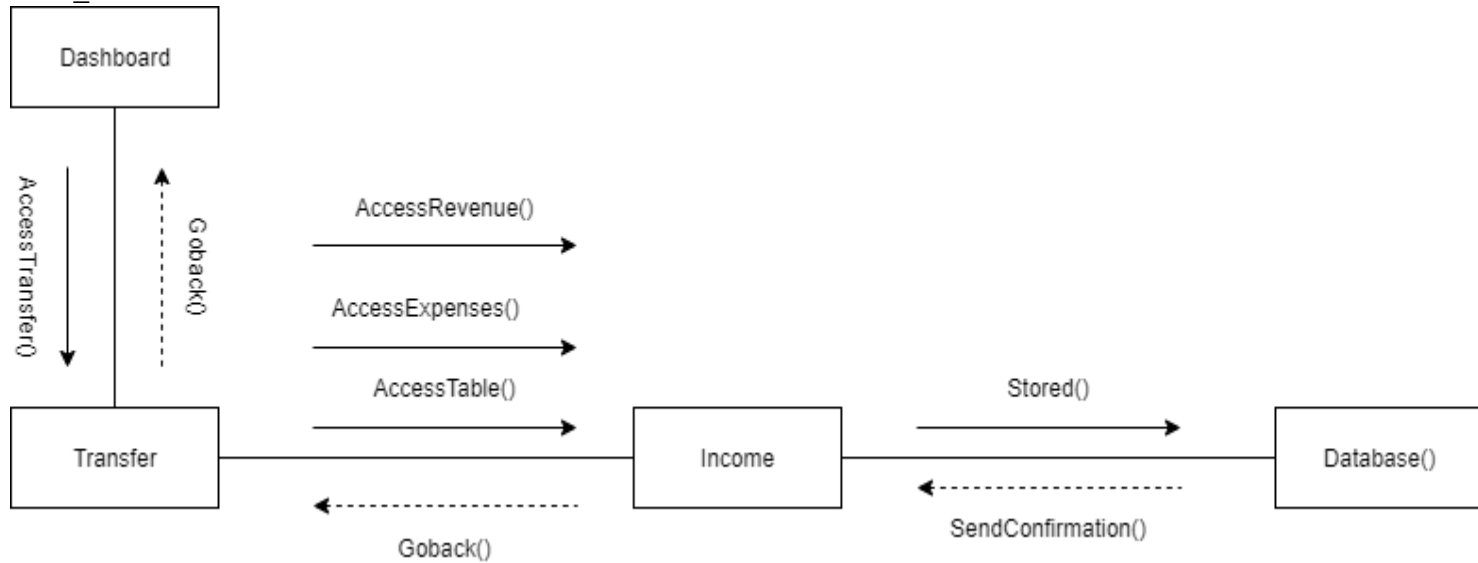 Dashboard
AccessTransfer()
Goback()
AccessRevenue()
AccessExpenses()
AccessTable()
Stored()
Transfer
Income
Database()
Goback()
SendConfirmation()